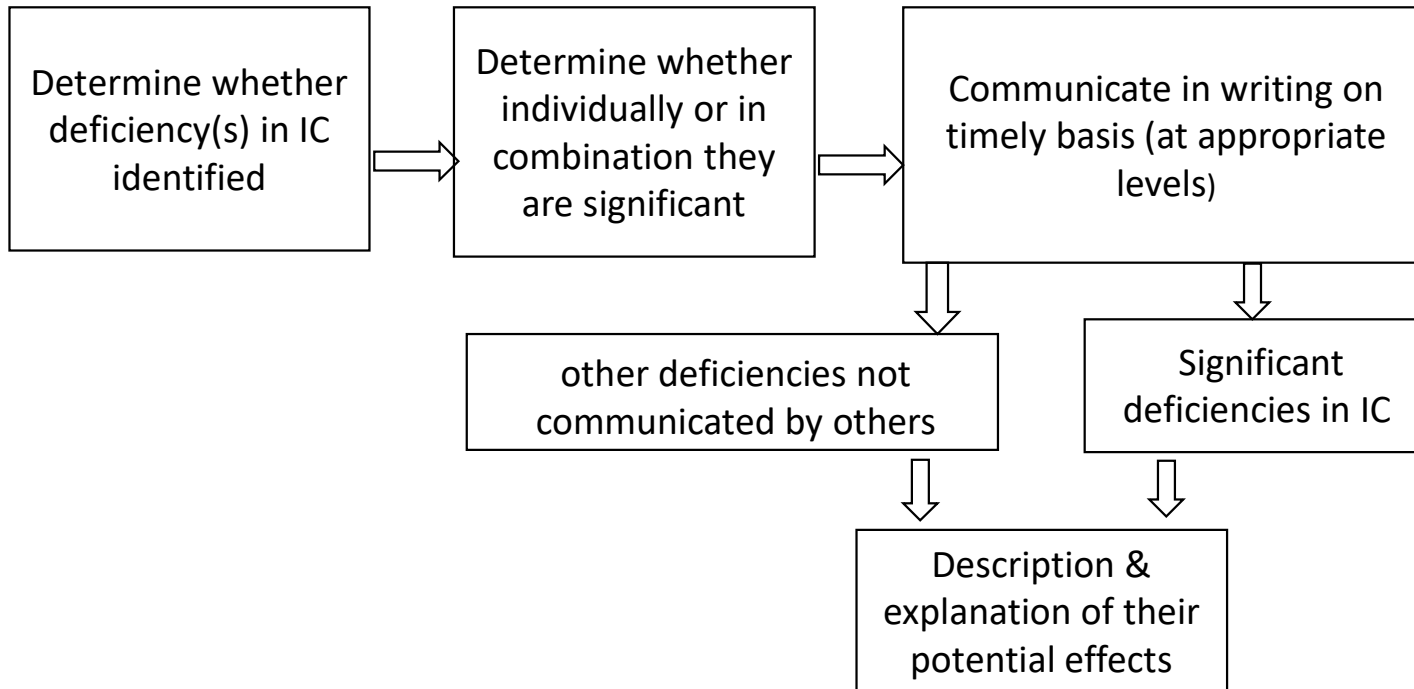 Determine whether
deficiency(s) in IC
identified
Determine whether
individually or in
combination they
are significant
Communicate in writing on
timely basis (at appropriate
levels)
other deficiencies not
communicated by others
Significant
deficiencies in IC
Description &
explanation of their
potential effects